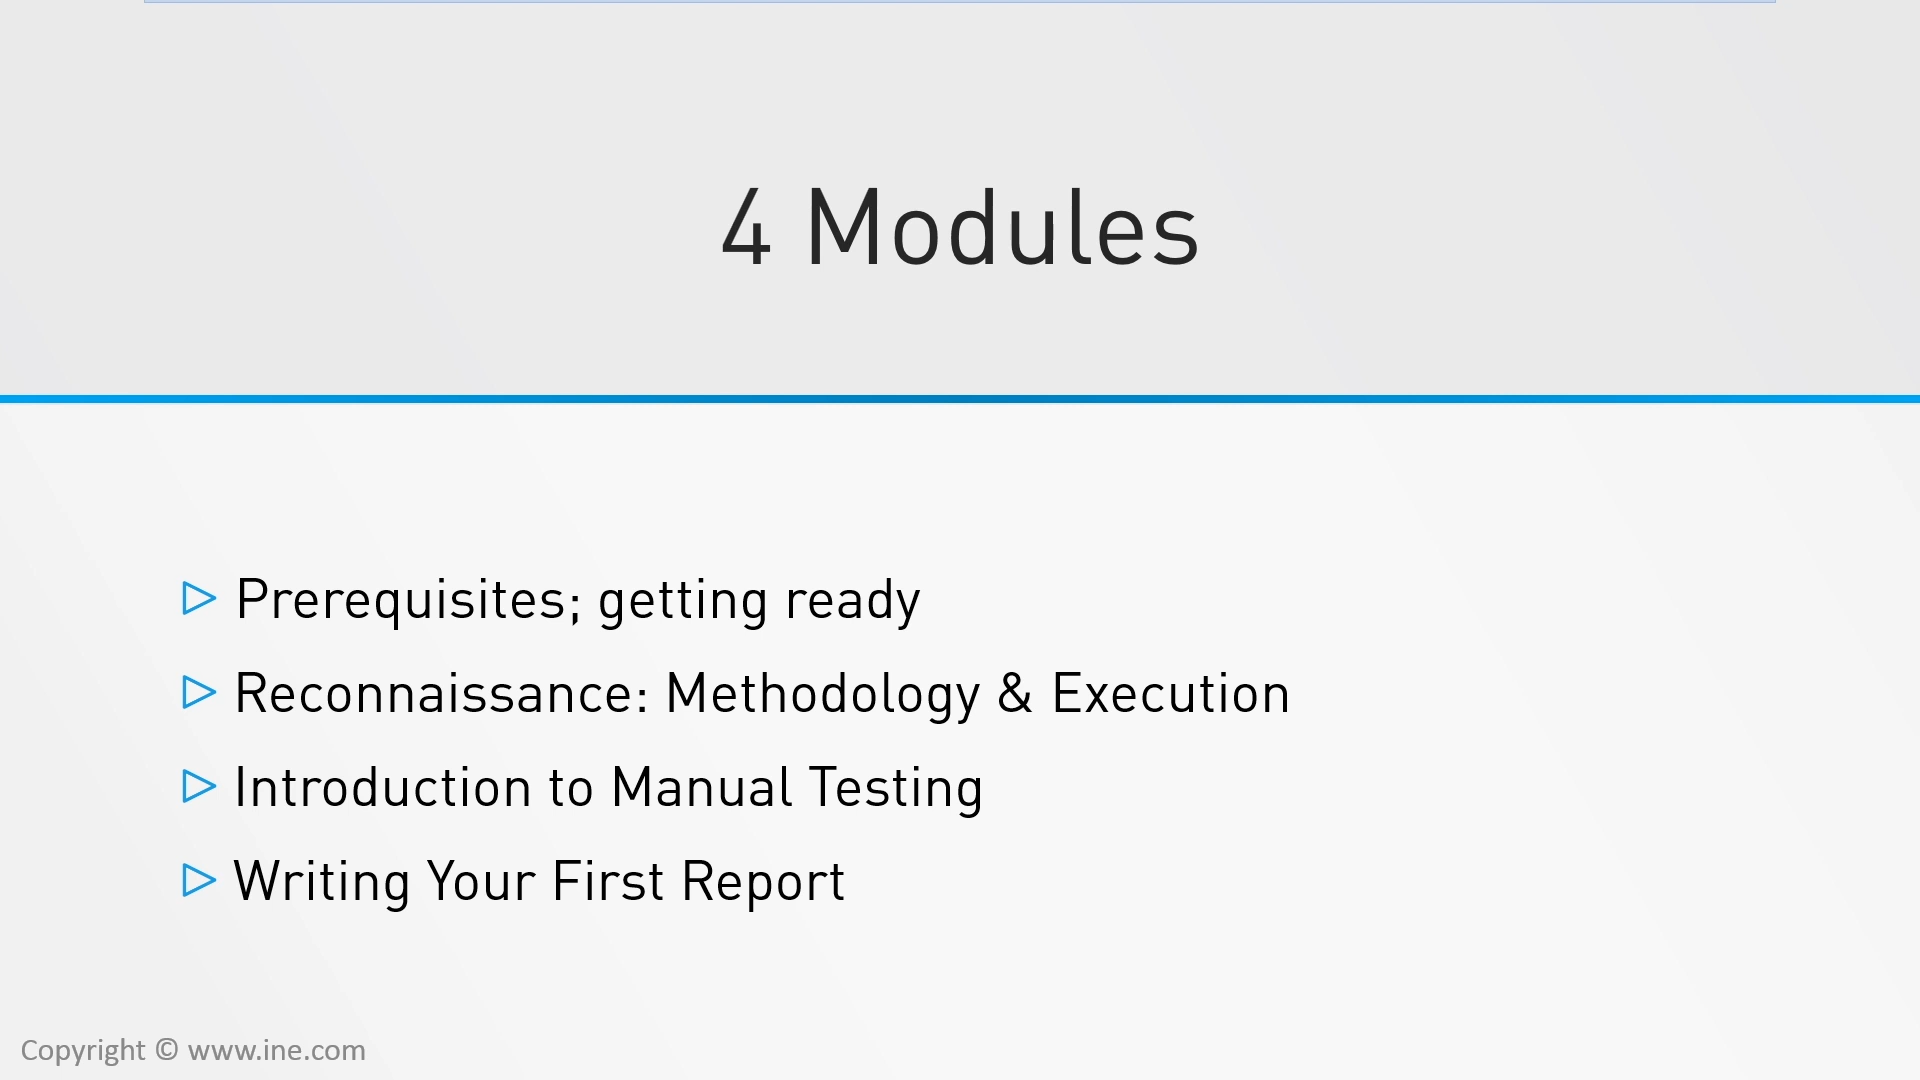 4 Modules
Prerequisites; getting ready
Reconnaissance: Methodology & Execution
Introduction to Manual Testing
Writing Your First Report
Copyright © www.ine.com